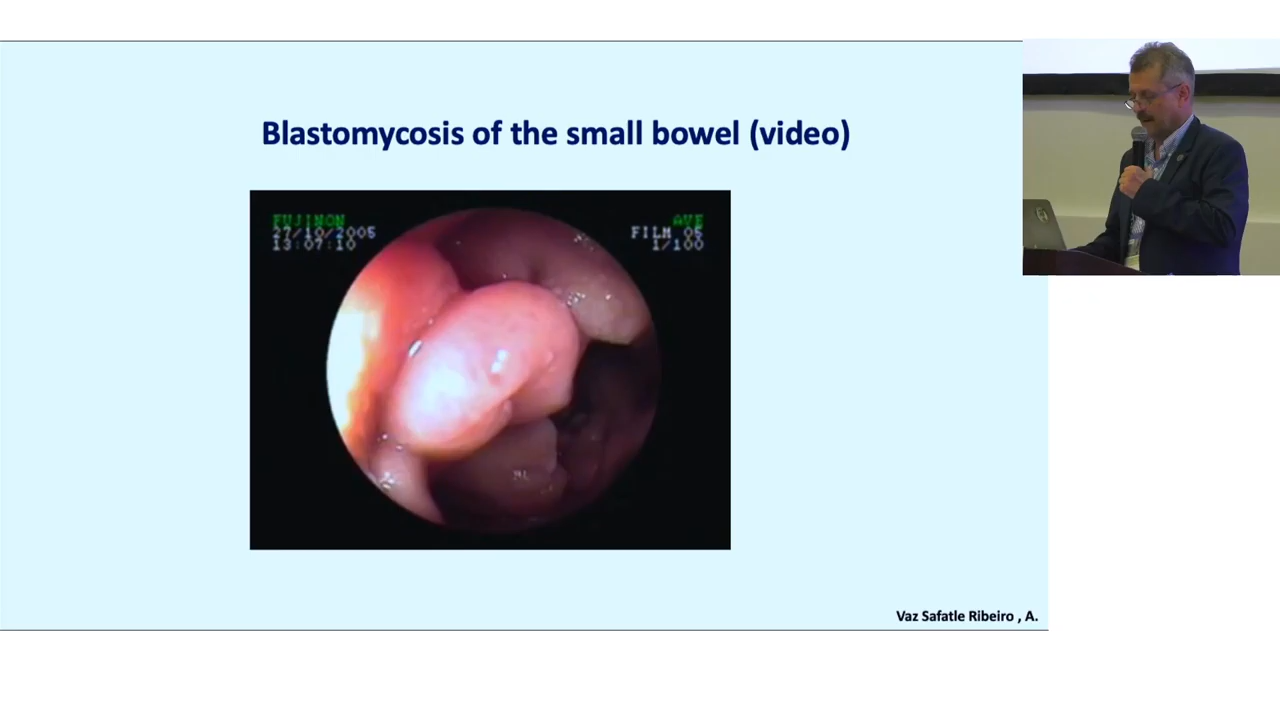 Blastomycosis of the small bowel (video)
FUJINON
27/10/2005
13:07:10
AVE
FILM 05
1/100
Vaz Safatle Ribeiro , A.